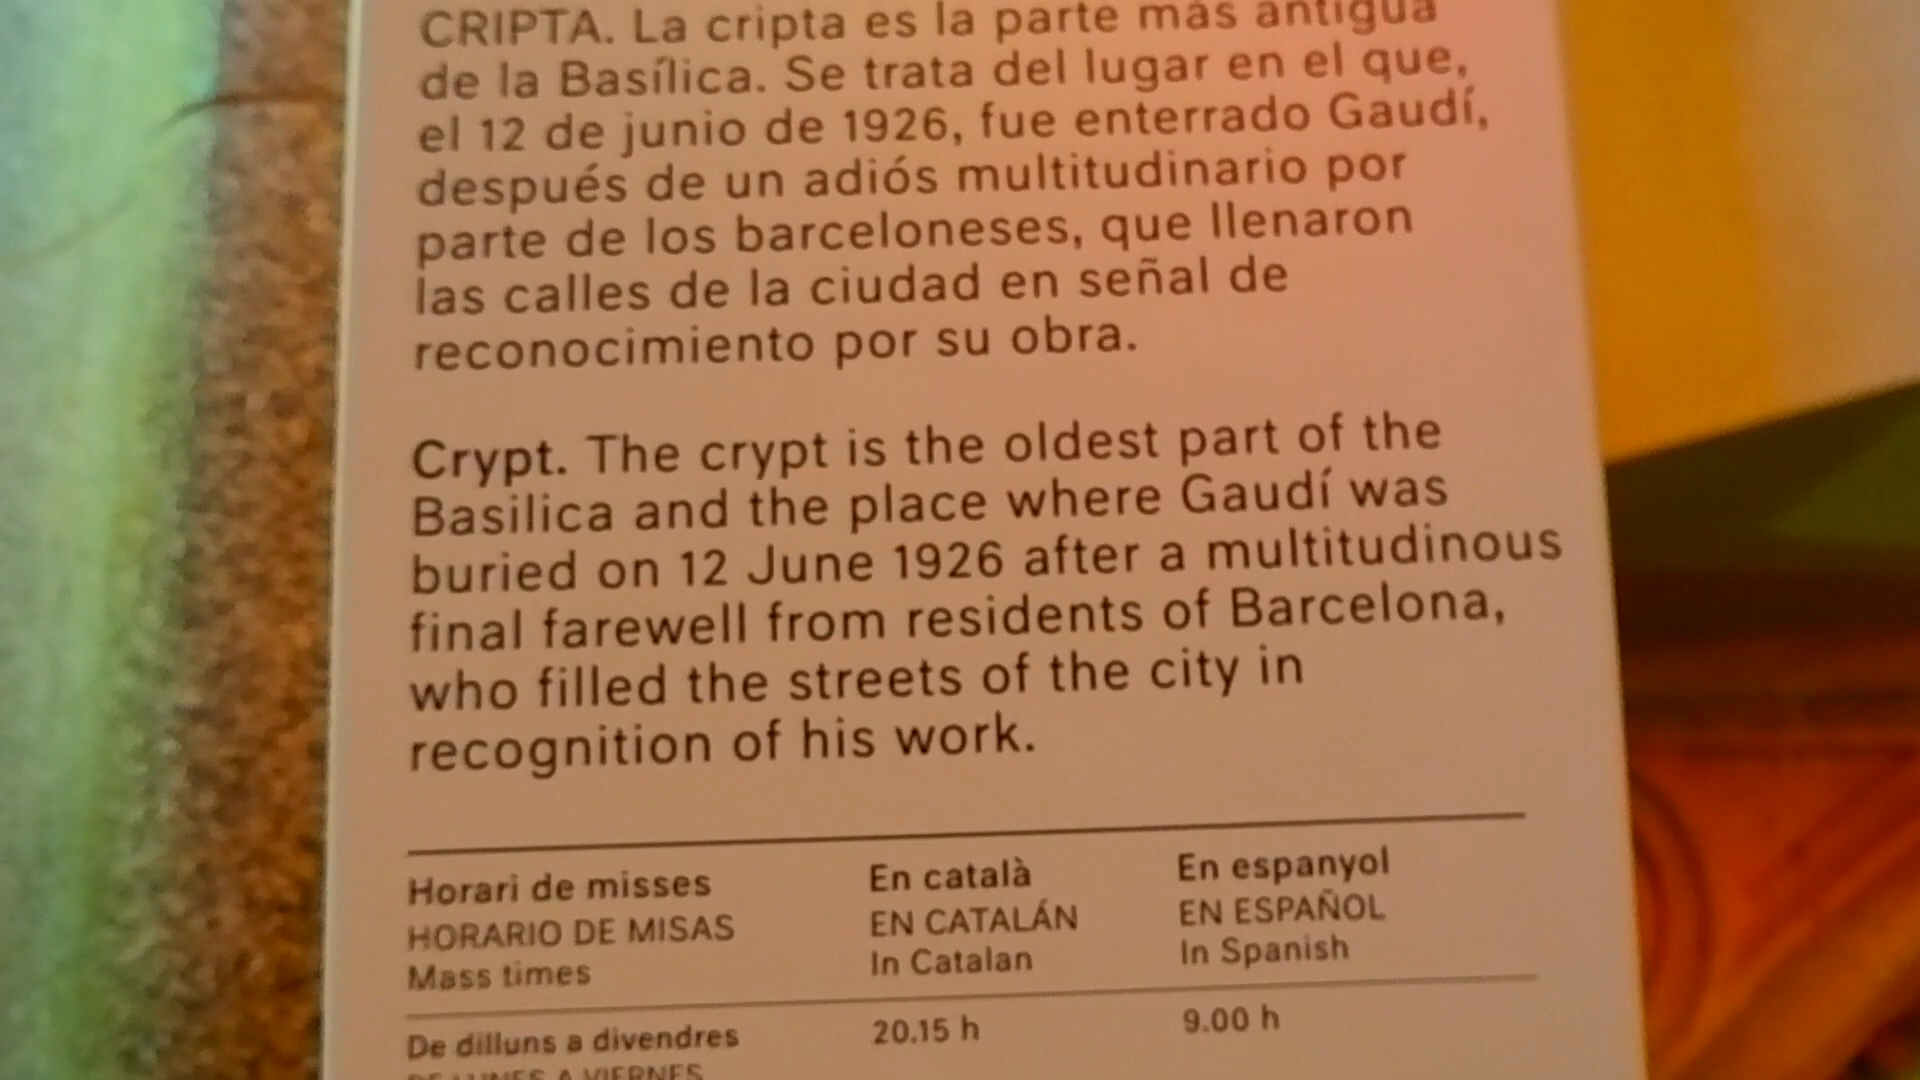 CRIPTA. La cripta es la parte más antigua
de la Basílica. Se trata del lugar en el que,
el 12 de junio de 1926, fue enterrado Gaudí,
después de un adiós multitudinario por
parte de los barceloneses, que llenaron
las calles de la ciudad en señal de
reconocimiento por su obra.
Crypt. The crypt is the oldest part of the
Basilica and the place where Gaudí was
buried on 12 June 1926 after a multitudinous
final farewell from residents of Barcelona,
who filled the streets of the city in
recognition of his work.
Horari de misses En català En espanyol
HORARIO DE MISAS EN CATALÁN EN ESPAÑOL
Mass times In Catalan In Spanish
De dilluns a divendres 20.15 h 9.00 h
DE LUNES A VIERNES